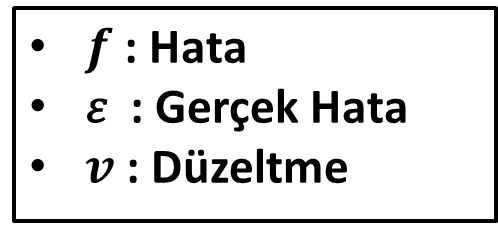 • f : Hata
• ε : Gerçek Hata
• v : Düzeltme